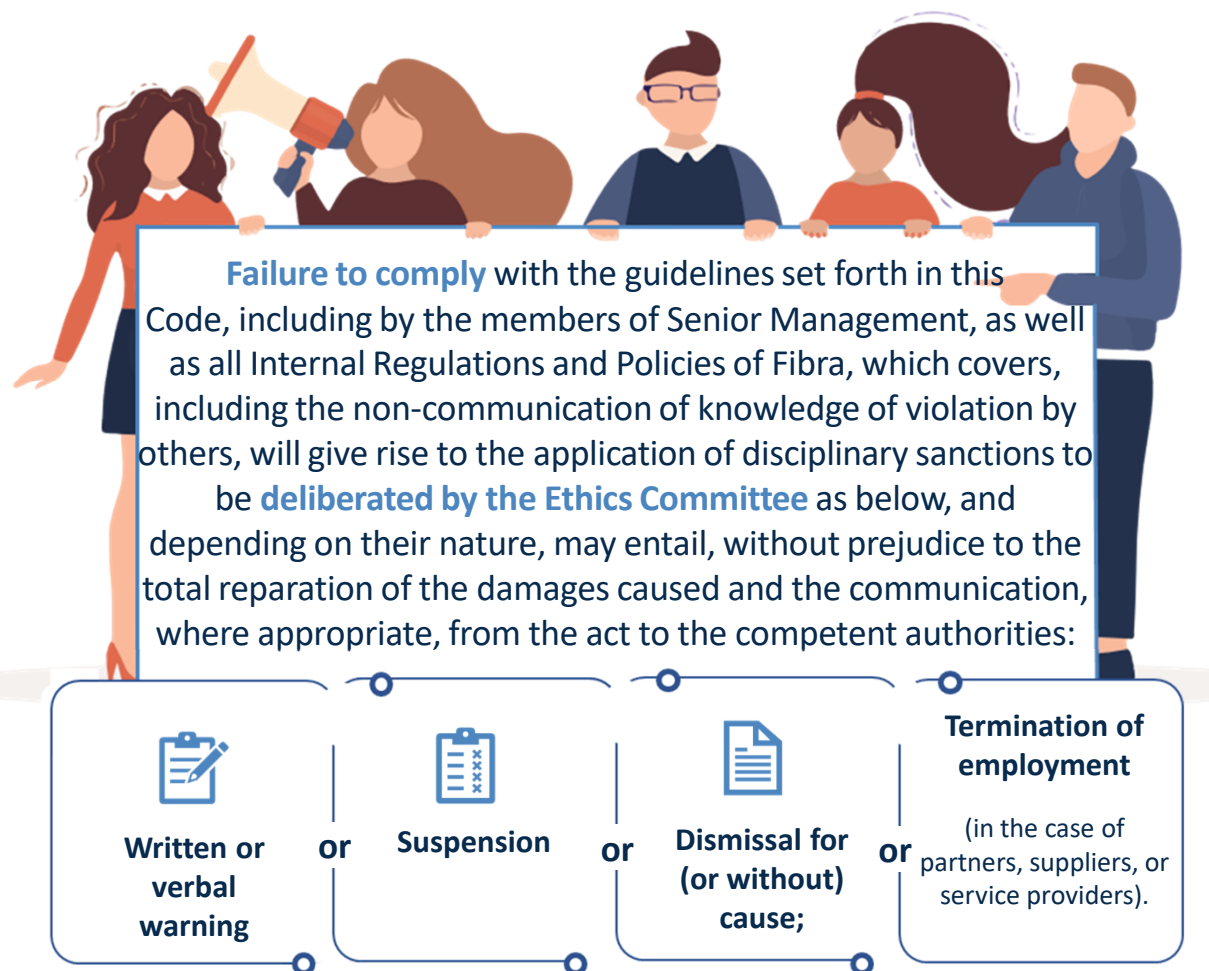 Failure to comply with the guidelines set forth in this
Code, including by the members of Senior Management, as well
as all Internal Regulations and Policies of Fibra, which covers,
including the non-communication of knowledge of violation by
others, will give rise to the application of disciplinary sanctions to
be deliberated by the Ethics Committee as below, and
depending on their nature, may entail, without prejudice to the
total reparation of the damages caused and the communication,
where appropriate, from the act to the competent authorities:
Written or
verbal
warning
or
Suspension
or
Dismissal for
(or without)
cause;
or
Termination of
employment
(in the case of
partners, suppliers, or
service providers).